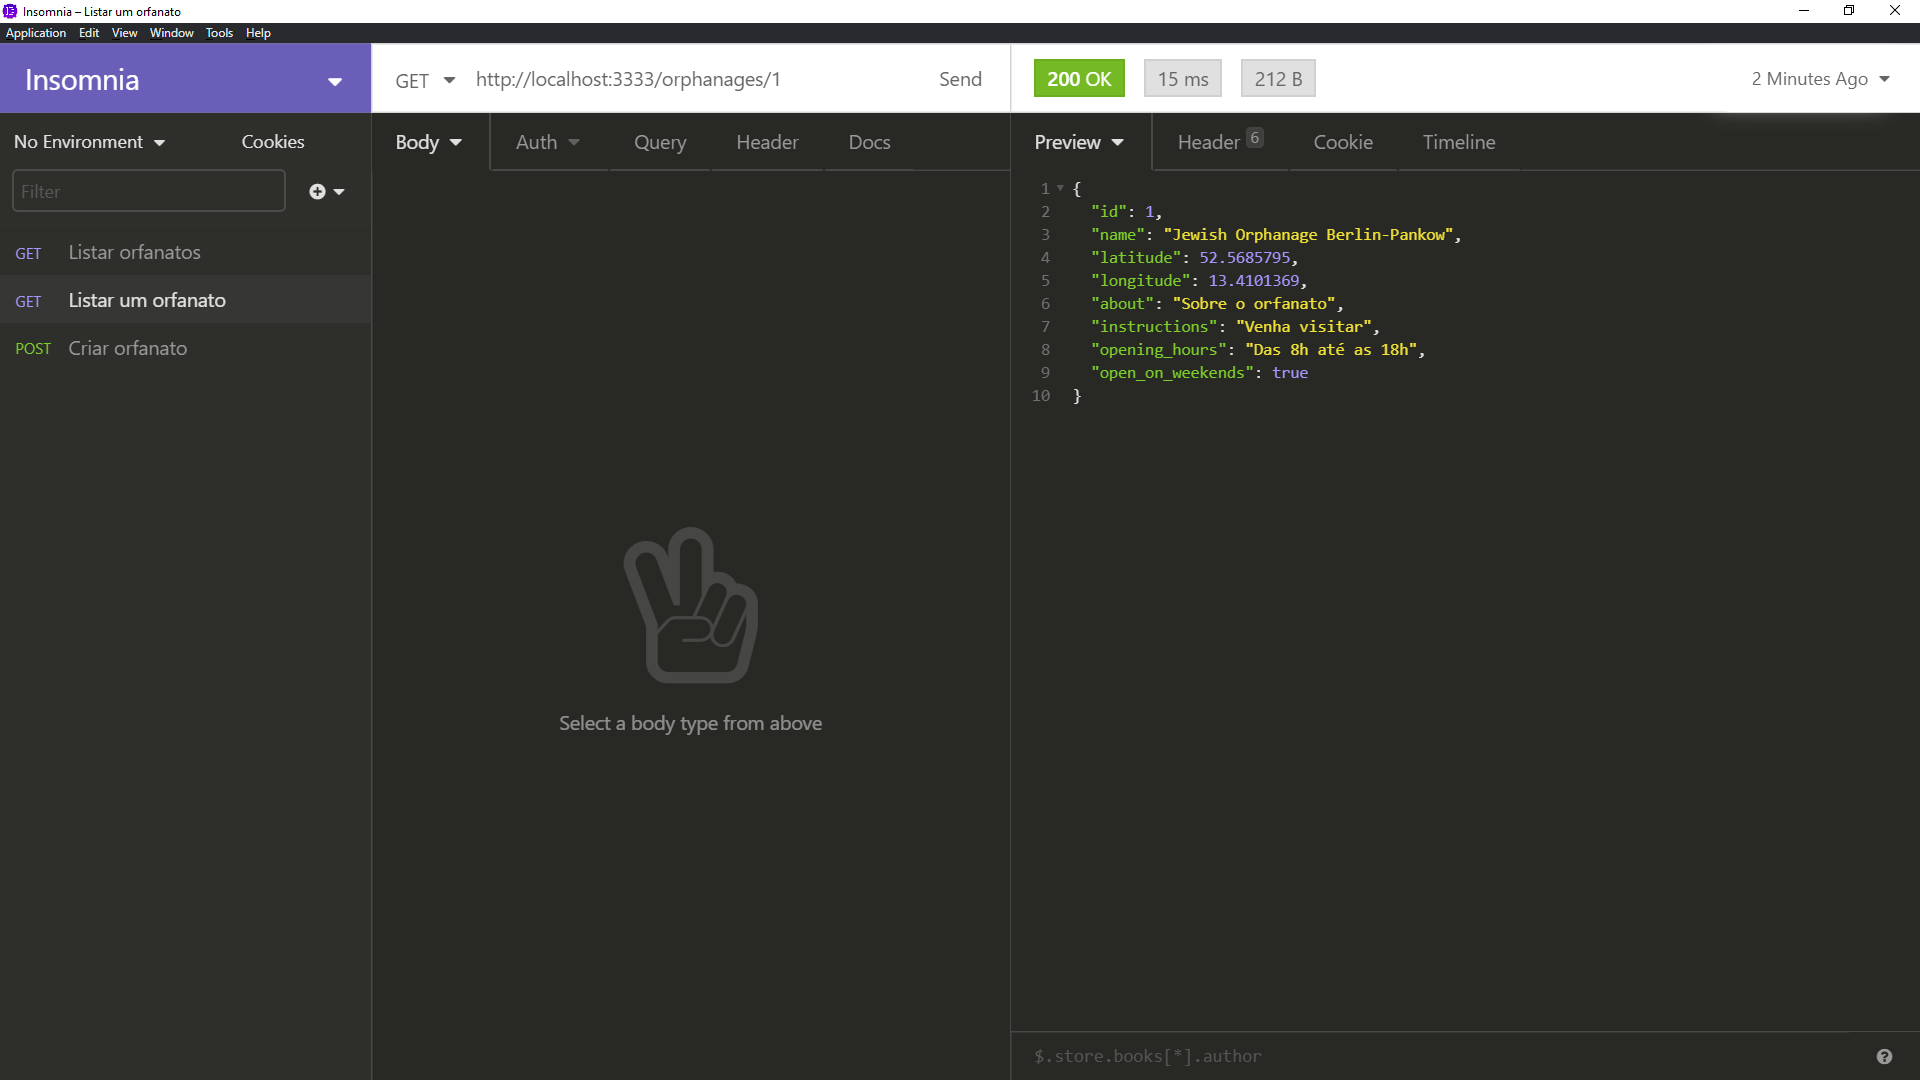 Insomnia – Listar um orfanato
Application Edit View Window Tools Help
Insomnia
GET http://localhost:3333/orphanages/1 Send
200 OK 15 ms 212 B 2 Minutes Ago
No Environment Cookies
Body Auth Query Header Docs
Preview Header 6 Cookie Timeline
Filter
GET Listar orfanatos
GET Listar um orfanato
POST Criar orfanato
Select a body type from above
1 {
2 "id": 1,
3 "name": "Jewish Orphanage Berlin-Pankow",
4 "latitude": 52.5685795,
5 "longitude": 13.4101369,
6 "about": "Sobre o orfanato",
7 "instructions": "Venha visitar",
8 "opening_hours": "Das 8h até as 18h",
9 "open_on_weekends": true
10 }
$.store.books[*].author